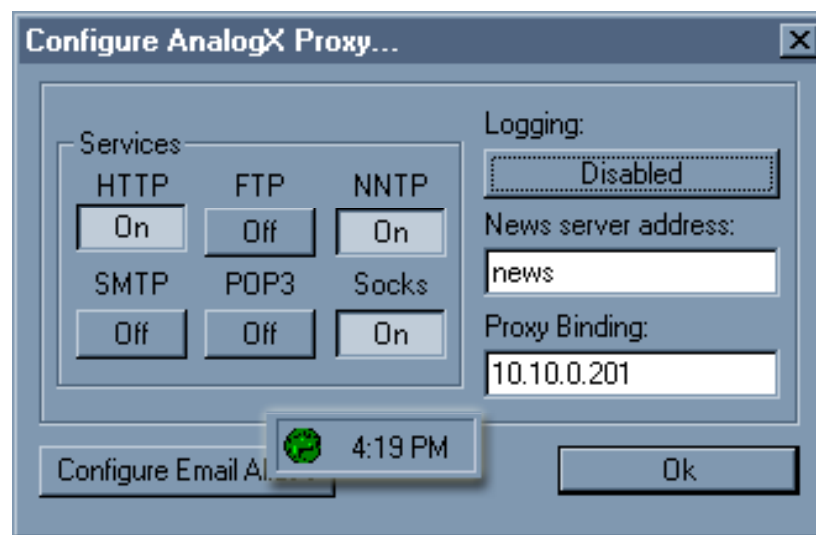 Configure AnalogX Proxy...
Services
HTTP FTP NNTP
On Off On
SMTP POP3 Socks
Off Off On
Logging:
Disabled
News server address:
news
Proxy Binding:
10.10.0.201
4:19 PM
Configure Email
Ok